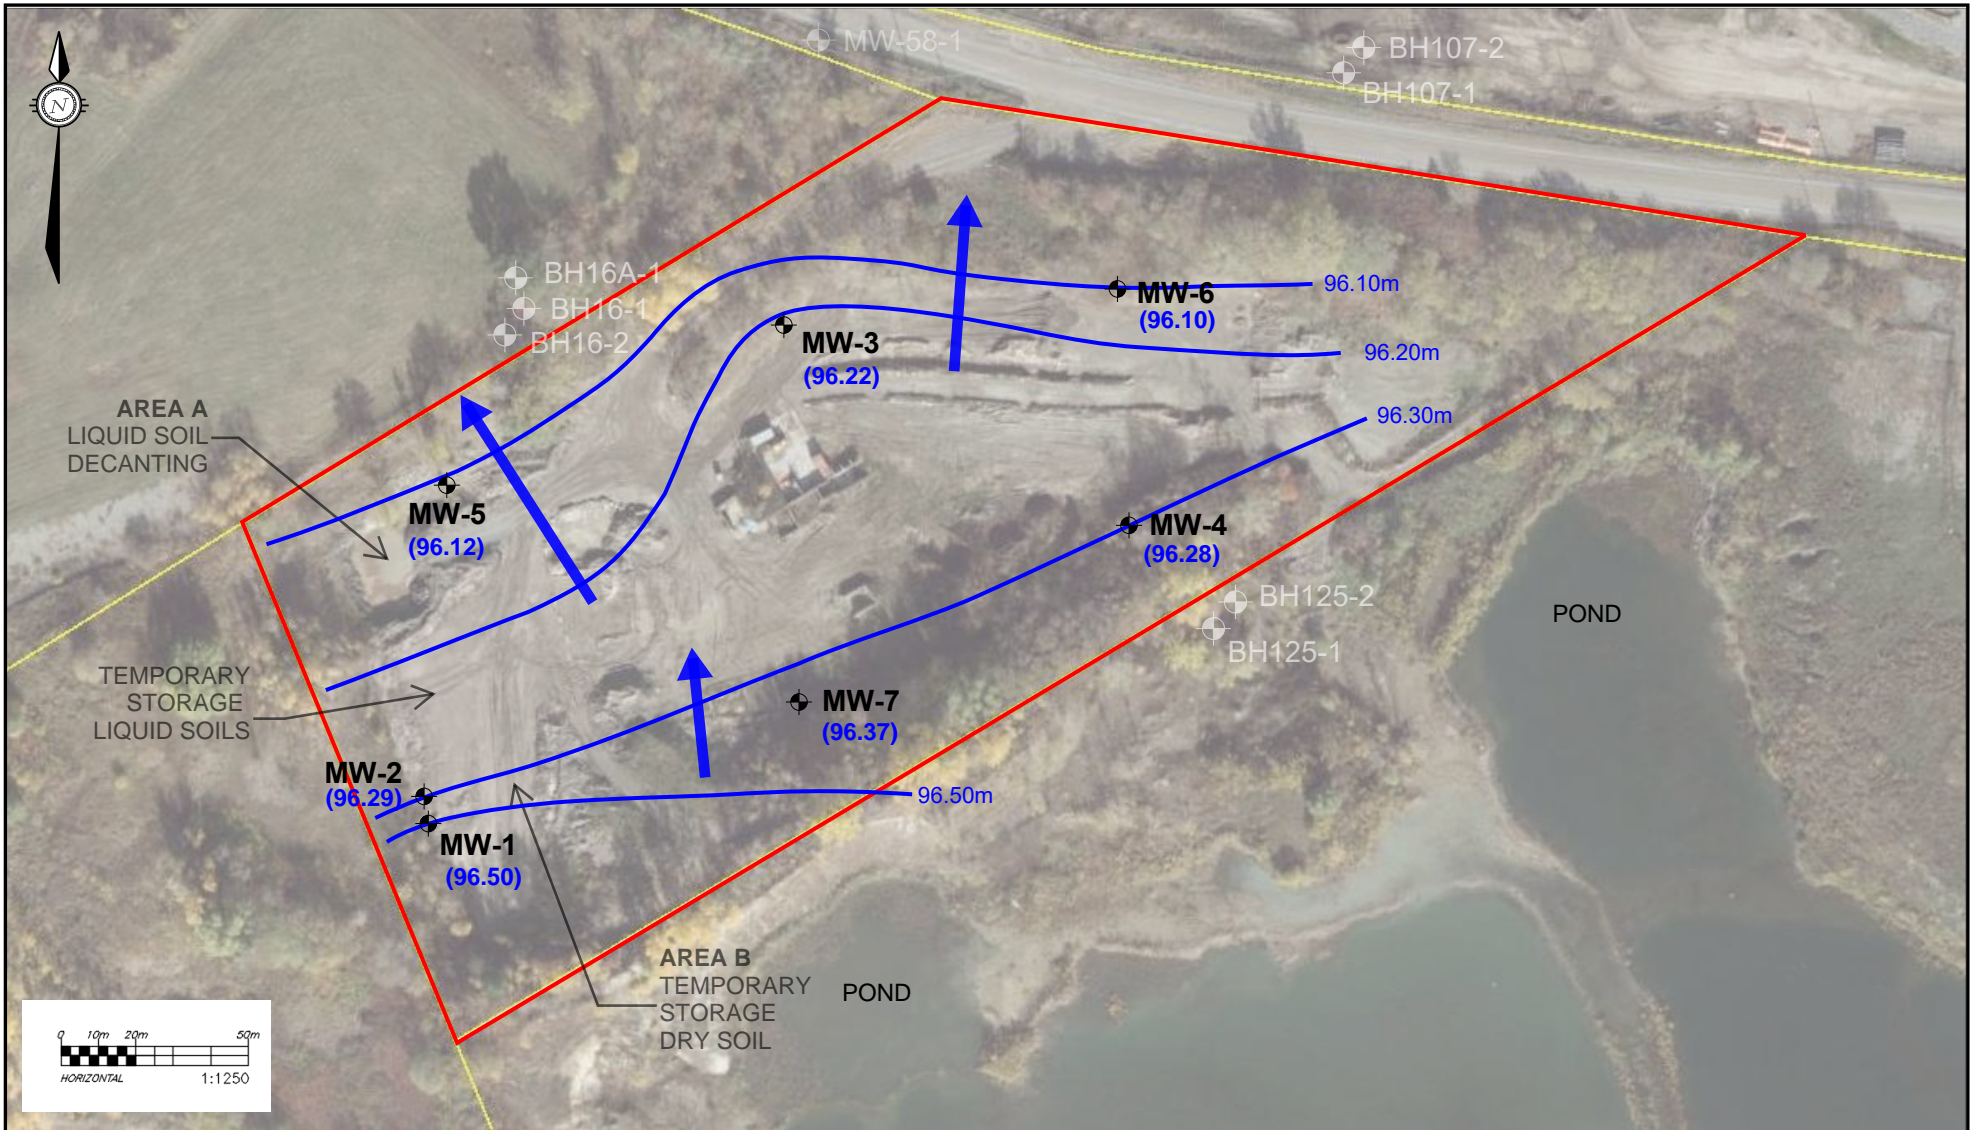 MW-58-1
BH107-2
BH107-1
N
BH16A-1
BH16-1
BH16-2
96.10m
MW-6
(96.10)
MW-3
(96.22)
96.20m
96.30m
AREA A
LIQUID SOIL
DECANTING
MW-5
(96.12)
MW-4
(96.28)
BH125-2
BH125-1
POND
TEMPORARY
STORAGE
LIQUID SOILS
MW-7
(96.37)
MW-2
(96.29)
96.50m
MW-1
(96.50)
AREA B
TEMPORARY
STORAGE
DRY SOIL
POND
0 10m 20m 50m
HORIZONTAL 1:1250